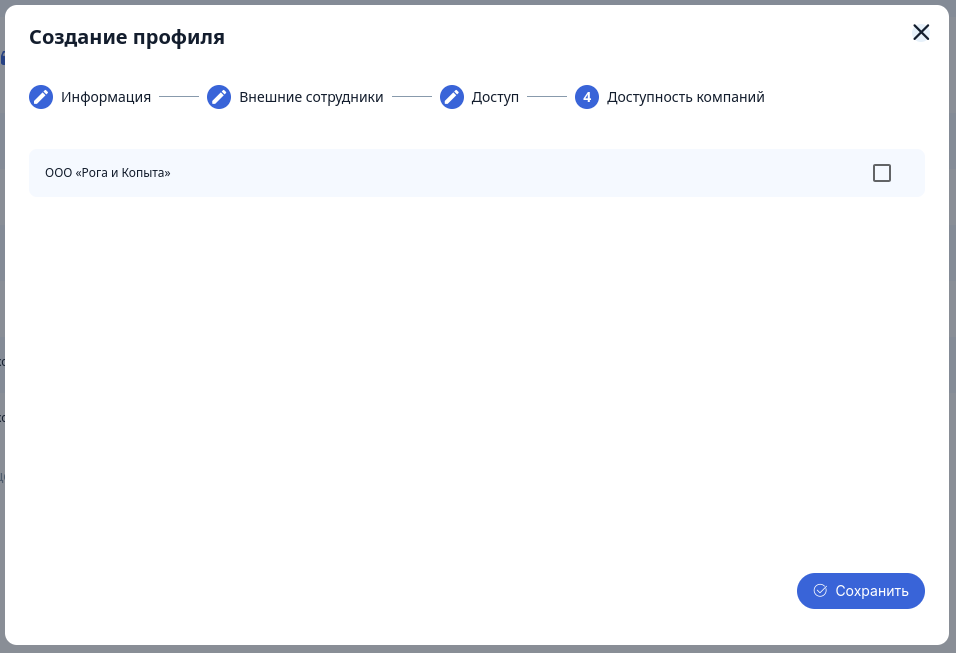 Создание профиля
Информация Внешние сотрудники Доступ 4 Доступность компаний
ООО «Рога и Копыта»
Сохранить